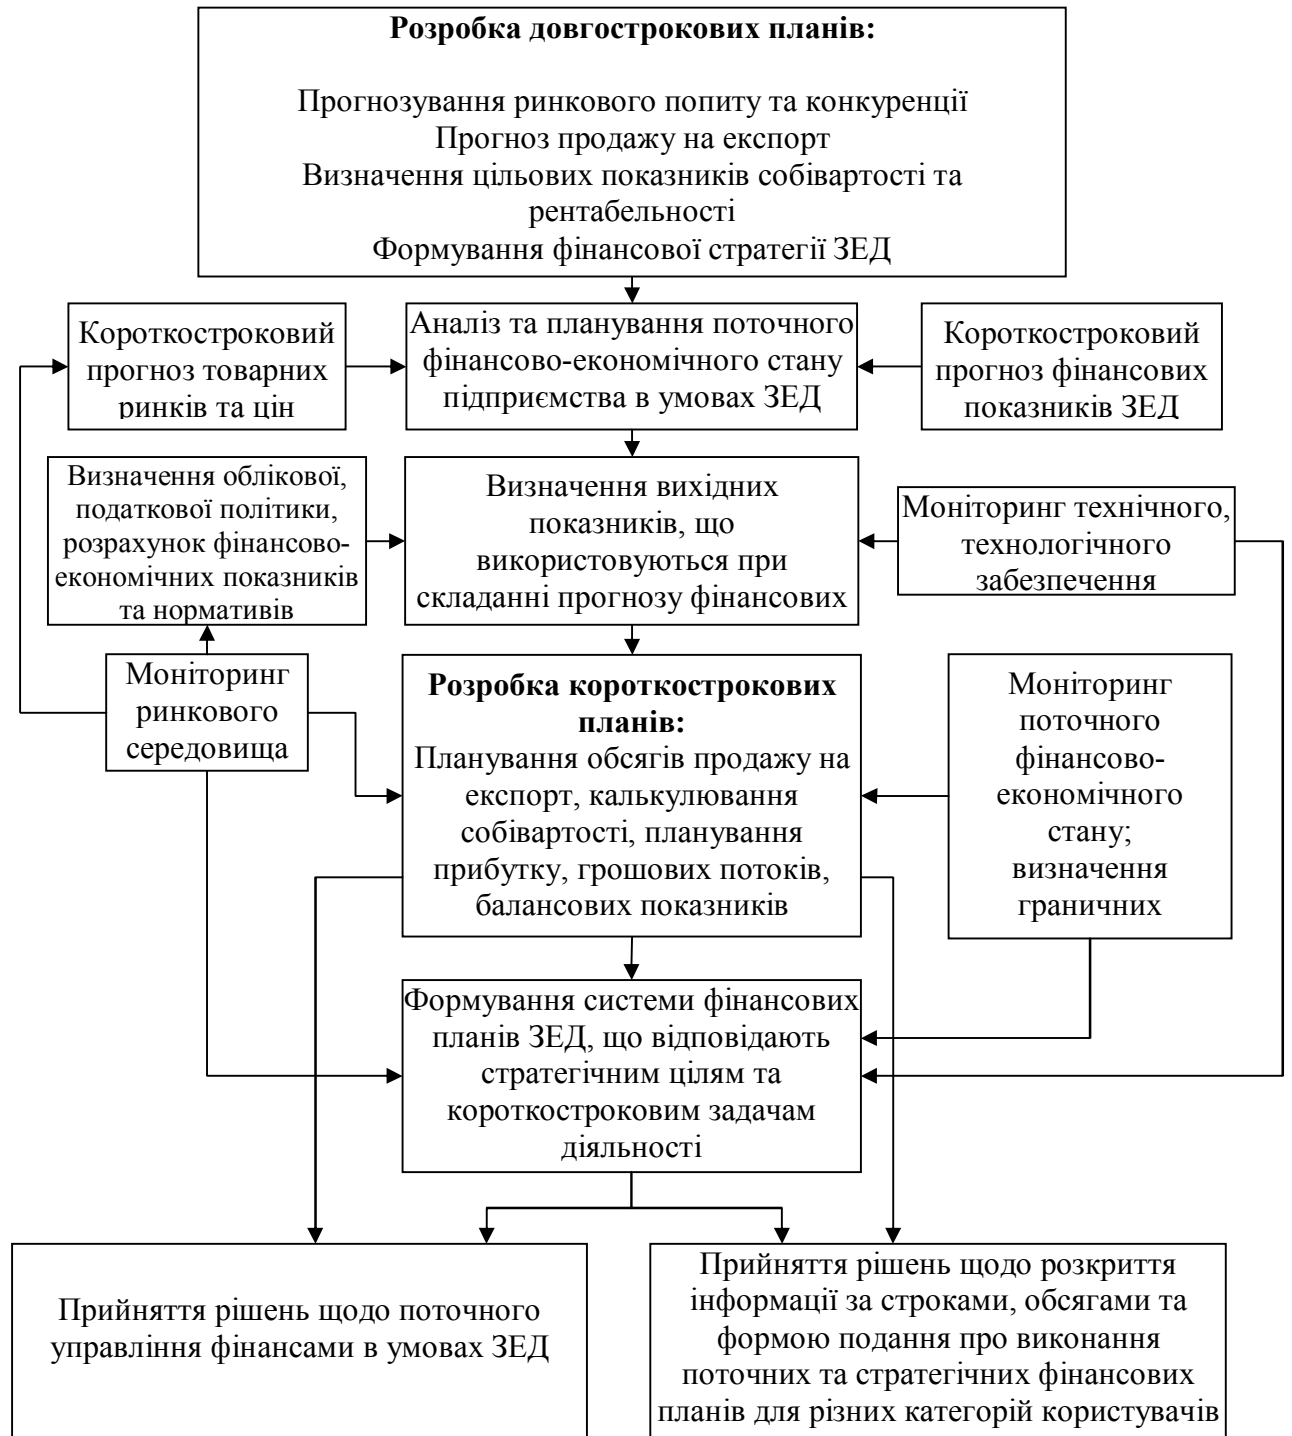 Розробка довгострокових планів:
Прогнозування ринкового попиту та конкуренції
Прогноз продажу на експорт
Визначення цільових показників собівартості та
рентабельності
Формування фінансової стратегії ЗЕД
Короткостроковий
прогноз товарних
ринків та цін
Аналіз та планування поточного
фінансово-економічного стану
підприємства в умовах ЗЕД
Короткостроковий
прогноз фінансових
показників ЗЕД
Визначення облікової,
податкової політики,
розрахунок фінансово-
економічних показників
та нормативів
Визначення вихідних
показників, що
використовуються при
складанні прогнозу фінансових
Моніторинг технічного,
технологічного
забезпечення
Моніторинг
ринкового
середовища
Розробка короткострокових
планів:
Планування обсягів продажу на
експорт, калькулювання
собівартості, планування
прибутку, грошових потоків,
балансових показників
Моніторинг
поточного
фінансово-
економічного
стану;
визначення
граничних
Формування системи фінансових
планів ЗЕД, що відповідають
стратегічним цілям та
короткостроковим задачам
діяльності
Прийняття рішень щодо поточного
управління фінансами в умовах ЗЕД
Прийняття рішень щодо розкриття
інформації за строками, обсягами та
формою подання про виконання
поточних та стратегічних фінансових
планів для різних категорій користувачів